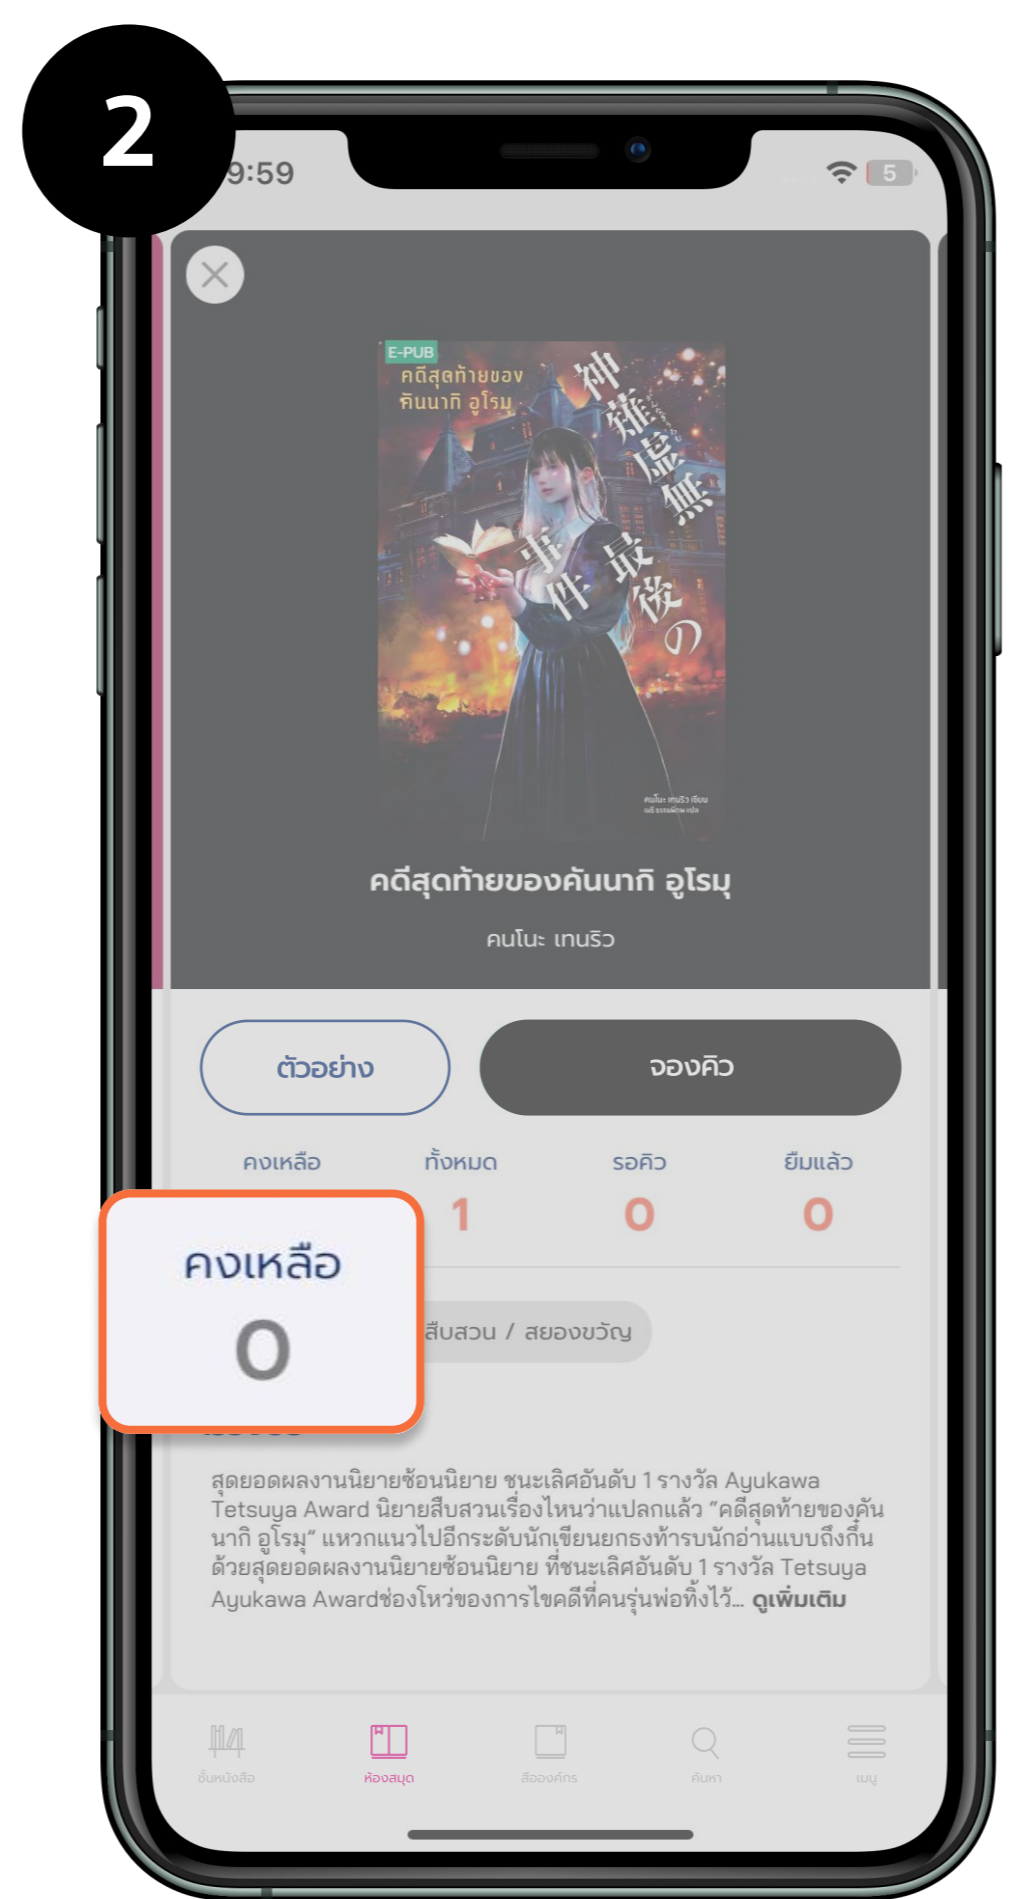 2
9:59
5
E-PUB
คดีสุดท้ายของ
คันนากิ อูโรมุ
神薙虚無
最後の
事件
คนโนะ เทนริว เขียน
คดีสุดท้ายของคันนากิ อูโรมุ
คนโนะ เทนริว
ตัวอย่าง
จองคิว
คงเหลือ ทั้งหมด รอคิว ยืมแล้ว
1 0 0
คงเหลือ
0
สืบสวน / สยองขวัญ
สุดยอดผลงานนิยายซ้อนนิยาย ชนะเลิศอันดับ 1 รางวัล Ayukawa
Tetsuya Award นิยายสืบสวนเรื่องไหนว่าแปลกแล้ว “คดีสุดท้ายของคัน
นากิ อูโรมุ” แหวกแนวไปอีกระดับนักเขียนยกธงท้ารบนักอ่านแบบถึงกึ๋น
ด้วยสุดยอดผลงานนิยายซ้อนนิยาย ที่ชนะเลิศอันดับ 1 รางวัล Tetsuya
Ayukawa Awardช่องโหว่ของการไขคดีที่คนรุ่นพ่อทิ้งไว้... ดูเพิ่มเติม
ชั้นหนังสือ ห้องสมุด สื่อองค์กร ค้นหา เมนู